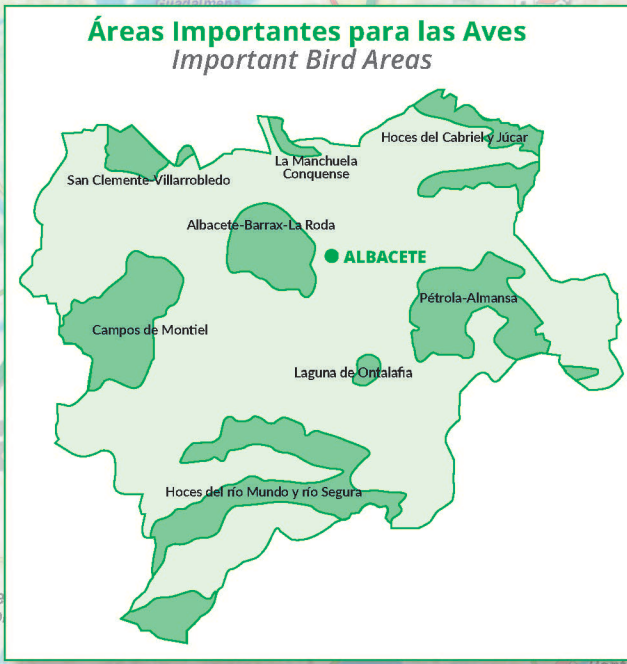 Áreas Importantes para las Aves
Important Bird Areas
Hoces del Cabriel y Júcar
La Manchuela
Conquense
San Clemente-Villarrobledo
Albacete-Barrax-La Roda
ALBACETE
Pétrola-Almansa
Campos de Montiel
Laguna de Ontalafia
Hoces del río Mundo y río Segura